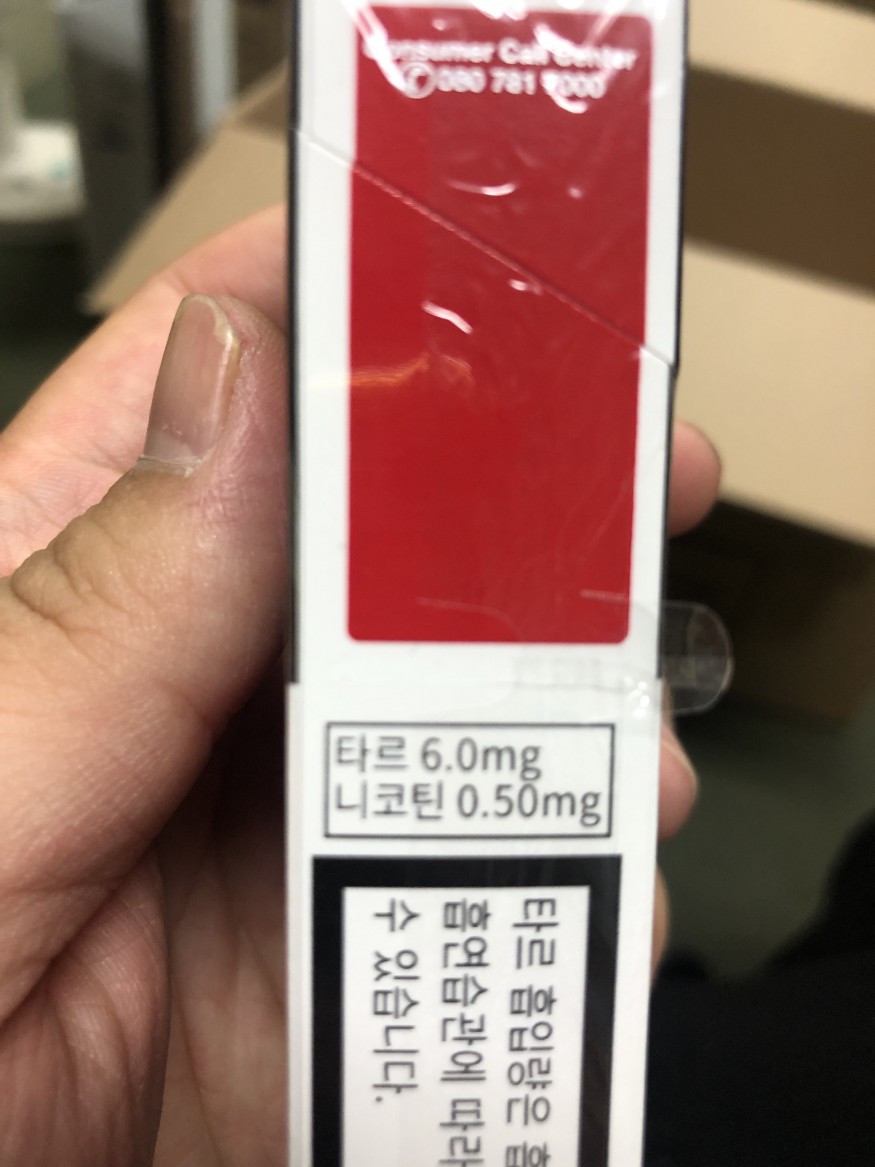 Consumer Call Center
080 781
타르 6.0mg
니코틴 0.50mg
타르 흡입량은
흡연습관에 따라
수 있습니다.